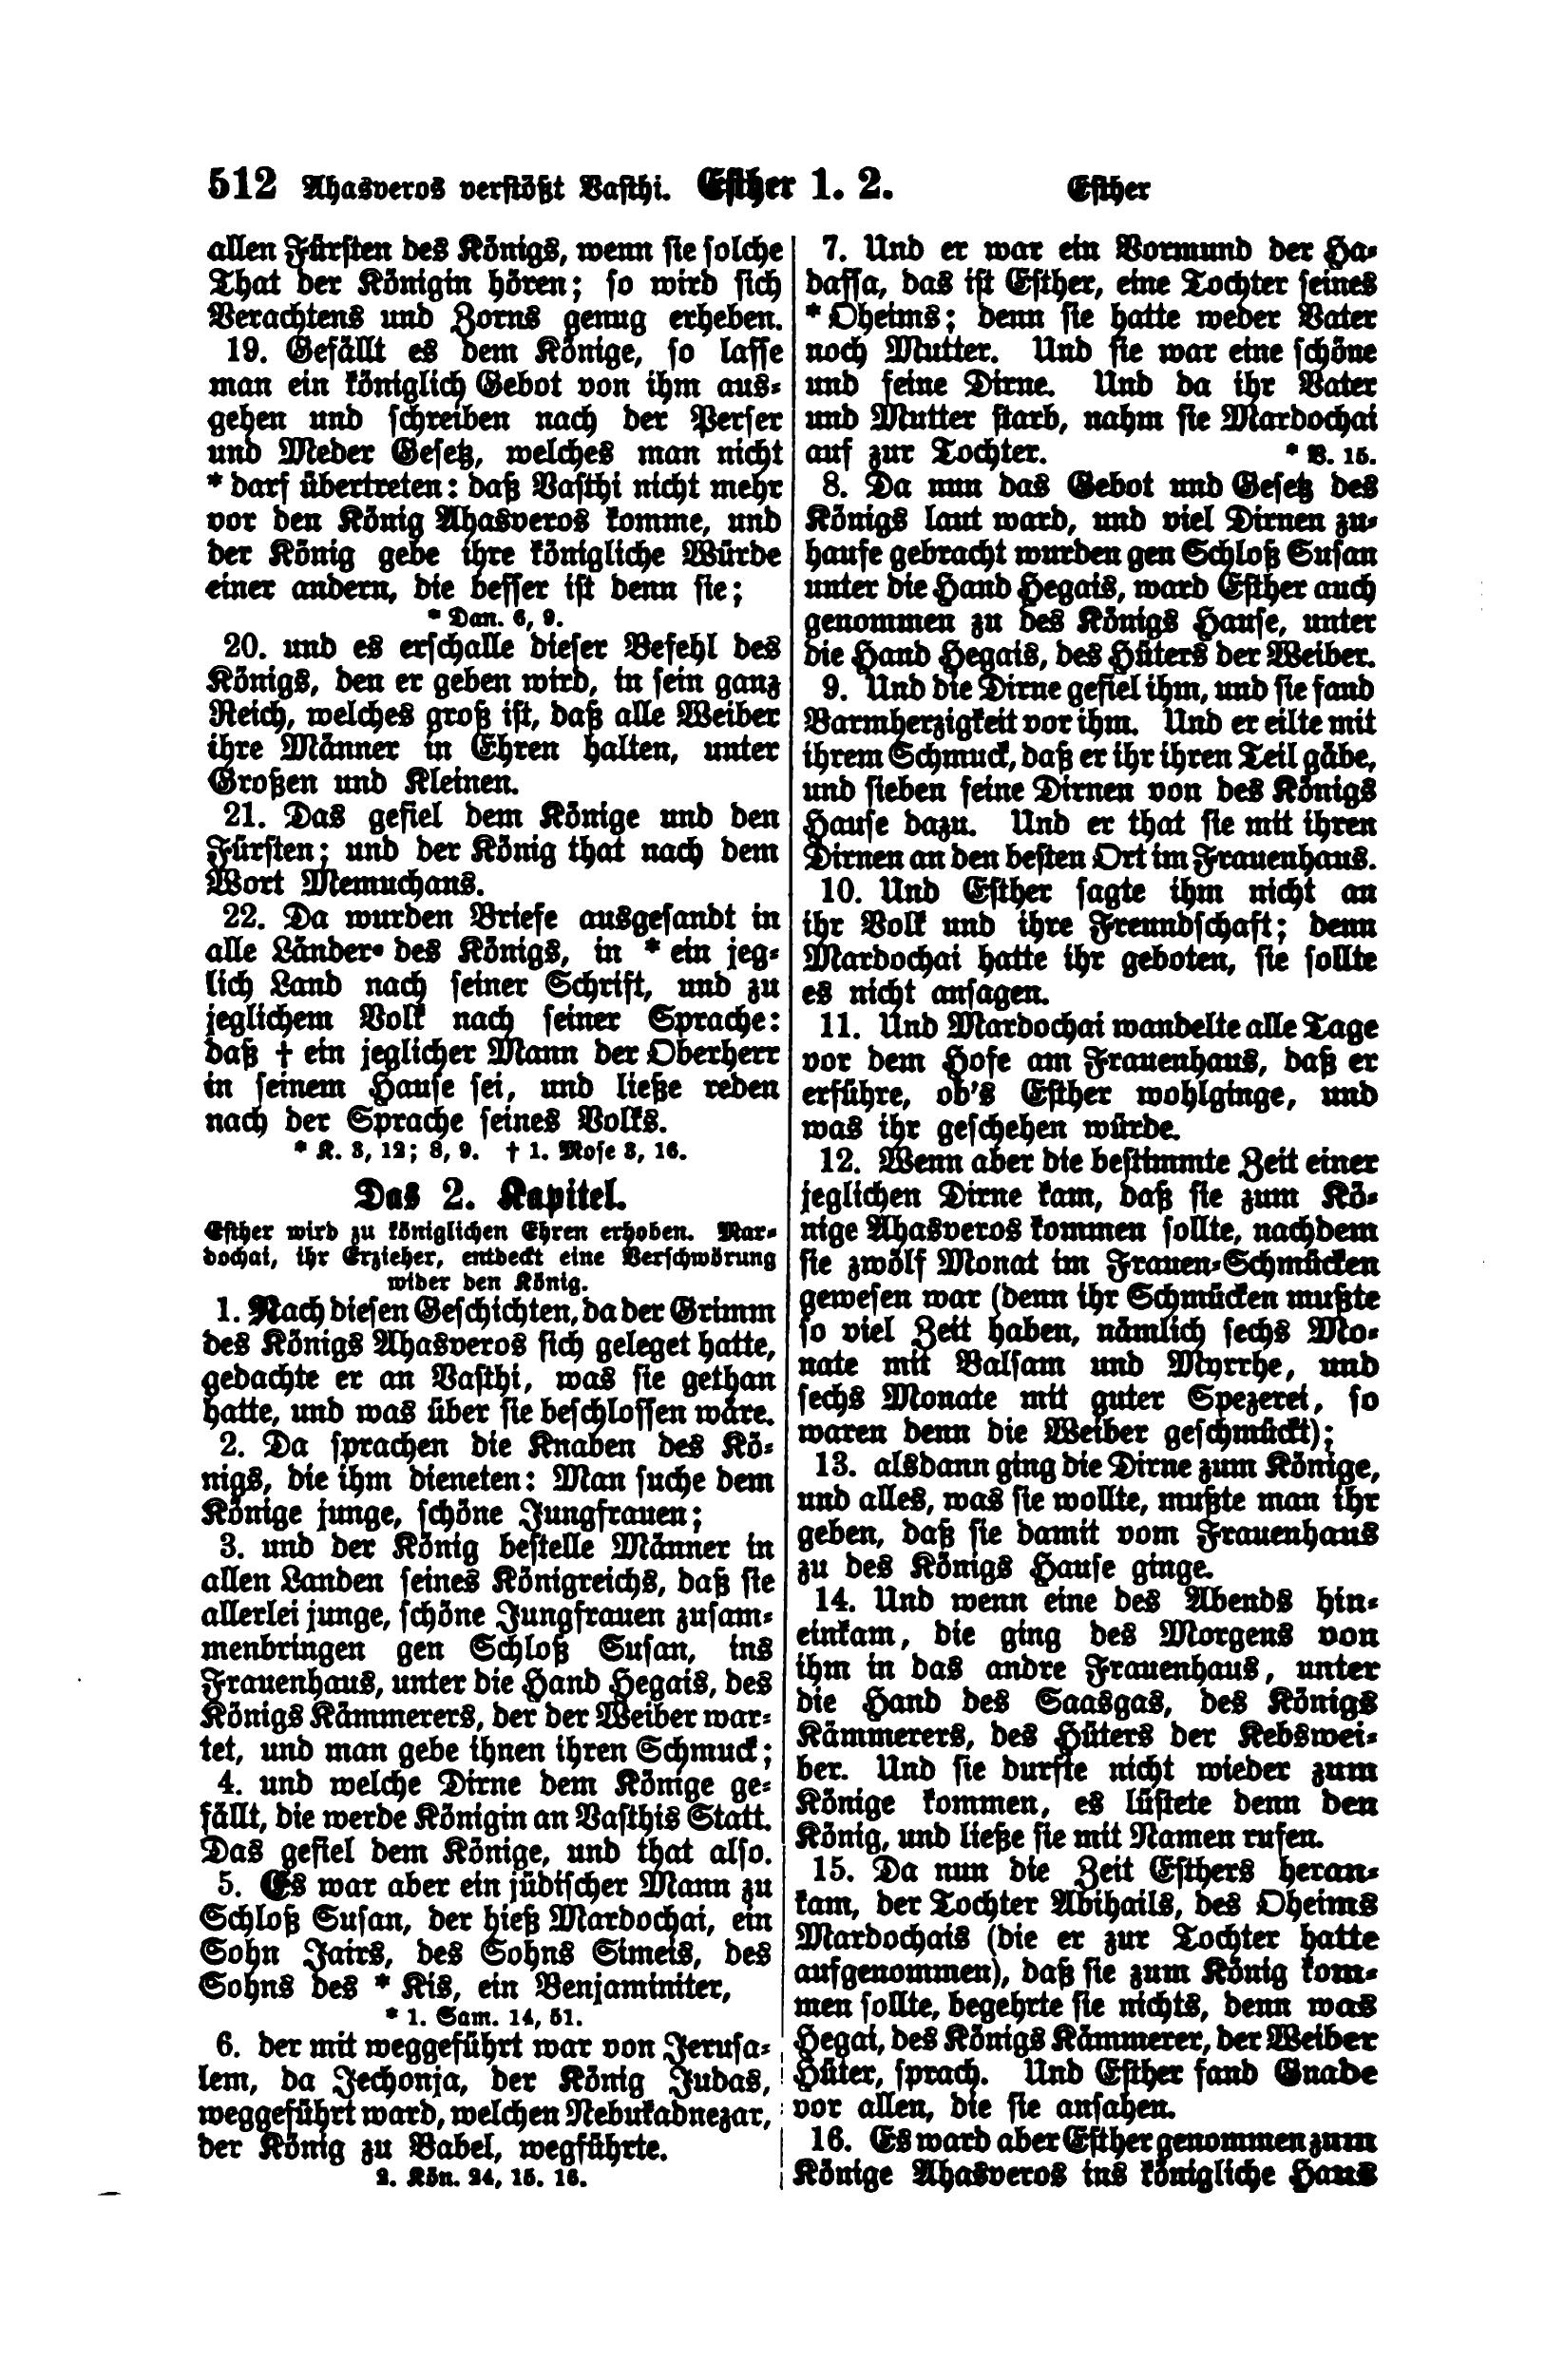 512 Ahasveros verstößt Vasthi. Esther 1. 2. Esther
allen Fürsten des Königs, wenn sie solche
That der Königin hören; so wird sich
Verachtens und Zorns genug erheben.
19. Gefällt es dem Könige, so lasse
man ein königlich Gebot von ihm aus-
gehen und schreiben nach der Perser
und Meder Gesetz, welches man nicht
* darf übertreten: daß Vasthi nicht mehr
vor den König Ahasveros komme, und
der König gebe ihre königliche Würde
einer andern, die besser ist denn sie;
* Dan. 6, 9.
20. und es erschalle dieser Befehl des
Königs, den er geben wird, in sein ganz
Reich, welches groß ist, daß alle Weiber
ihre Männer in Ehren halten, unter
Großen und Kleinen.
21. Das gefiel dem Könige und den
Fürsten; und der König that nach dem
Wort Memuchans.
22. Da wurden Briefe ausgesandt in
alle Länder des Königs, in * ein jeg-
lich Land nach seiner Schrift, und zu
jeglichem Volk nach seiner Sprache:
daß † ein jeglicher Mann der Oberherr
in seinem Hause sei, und ließe reden
nach der Sprache seines Volks.
* K. 3, 12; 8, 9. † 1. Mose 3, 16.
Das 2. Kapitel.
Esther wird zu königlichen Ehren erhoben. Mar-
dochai, ihr Erzieher, entdeckt eine Verschwörung
wider den König.
1. Nach diesen Geschichten, da der Grimm
des Königs Ahasveros sich geleget hatte,
gedachte er an Vasthi, was sie gethan
hatte, und was über sie beschlossen wäre.
2. Da sprachen die Knaben des Kö-
nigs, die ihm dieneten: Man suche dem
Könige junge, schöne Jungfrauen;
3. und der König bestelle Männer in
allen Landen seines Königreichs, daß sie
allerlei junge, schöne Jungfrauen zusam-
menbringen gen Schloß Susan, ins
Frauenhaus, unter die Hand Hegais, des
Königs Kämmerers, der der Weiber war-
tet, und man gebe ihnen ihren Schmuck;
4. und welche Dirne dem Könige ge-
fällt, die werde Königin an Vasthis Statt.
Das gefiel dem Könige, und that also.
5. Es war aber ein jüdischer Mann zu
Schloß Susan, der hieß Mardochai, ein
Sohn Jairs, des Sohns Simeis, des
Sohns des * Kis, ein Benjaminiter,
* 1. Sam. 14, 51.
6. der mit weggeführt war von Jerusa-
lem, da Jechonja, der König Judas,
weggeführt ward, welchen Nebukadnezar,
der König zu Babel, wegführte.
2. Kön. 24, 15. 16.
7. Und er war ein Vormund der Ha-
dassa, das ist Esther, eine Tochter seines
* Oheims; denn sie hatte weder Vater
noch Mutter. Und sie war eine schöne
und feine Dirne. Und da ihr Vater
und Mutter starb, nahm sie Mardochai
auf zur Tochter. * V. 15.
8. Da nun das Gebot und Gesetz des
Königs laut ward, und viel Dirnen zu-
haufe gebracht wurden gen Schloß Susan
unter die Hand Hegais, ward Esther auch
genommen zu des Königs Hause, unter
die Hand Hegais, des Hüters der Weiber.
9. Und die Dirne gefiel ihm, und sie fand
Barmherzigkeit vor ihm. Und er eilte mit
ihrem Schmuck, daß er ihr ihren Teil gäbe,
und sieben feine Dirnen von des Königs
Hause dazu. Und er that sie mit ihren
Dirnen an den besten Ort im Frauenhaus.
10. Und Esther sagte ihm nicht an
ihr Volk und ihre Freundschaft; denn
Mardochai hatte ihr geboten, sie sollte
es nicht ansagen.
11. Und Mardochai wandelte alle Tage
vor dem Hofe am Frauenhaus, daß er
erführe, ob's Esther wohlginge, und
was ihr geschehen würde.
12. Wenn aber die bestimmte Zeit einer
jeglichen Dirne kam, daß sie zum Kö-
nige Ahasveros kommen sollte, nachdem
sie zwölf Monat im Frauen-Schmücken
gewesen war (denn ihr Schmücken mußte
so viel Zeit haben, nämlich sechs Mo-
nate mit Balsam und Myrrhe, und
sechs Monate mit guter Spezerei, so
waren denn die Weiber geschmückt);
13. alsdann ging die Dirne zum Könige,
und alles, was sie wollte, mußte man ihr
geben, daß sie damit vom Frauenhaus
zu des Königs Hause ginge.
14. Und wenn eine des Abends hin-
einkam, die ging des Morgens von
ihm in das andre Frauenhaus, unter
die Hand des Saasgas, des Königs
Kämmerers, des Hüters der Kebswei-
ber. Und sie durfte nicht wieder zum
Könige kommen, es lüstete denn den
König, und ließe sie mit Namen rufen.
15. Da nun die Zeit Esthers heran-
kam, der Tochter Abihails, des Oheims
Mardochais (die er zur Tochter hatte
aufgenommen), daß sie zum König kom-
men sollte, begehrte sie nichts, denn was
Hegai, des Königs Kämmerer, der Weiber
Hüter, sprach. Und Esther fand Gnade
vor allen, die sie ansahen.
16. Es ward aber Esther genommen zum
Könige Ahasveros ins königliche Haus